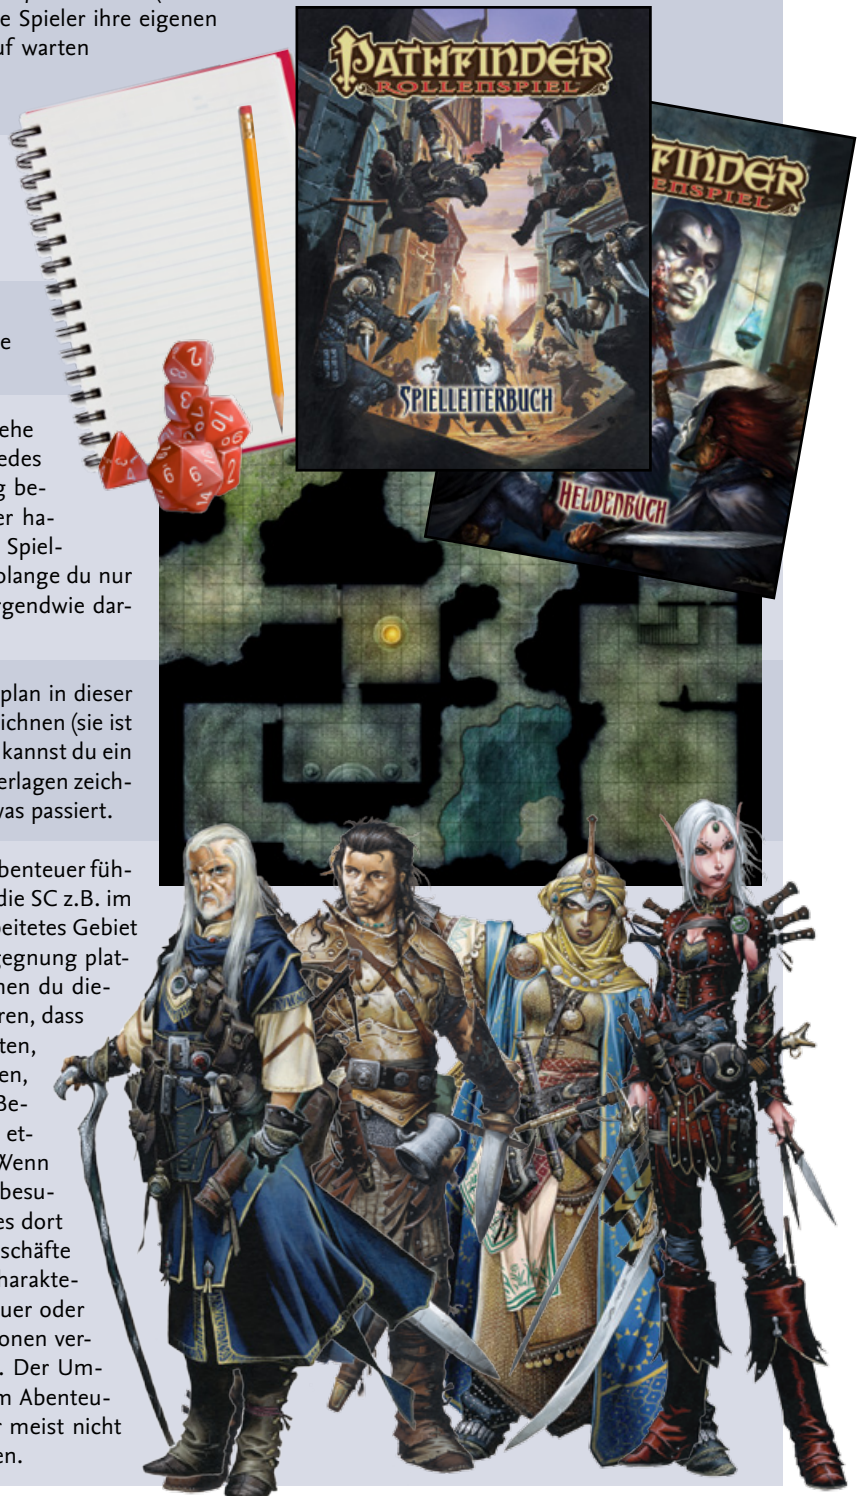 e Spieler ihre eigenen
uf warten
PATHFINDER
ROLLENSPIEL
SPIELLEITERBUCH
FINDER
ENSPIEL
HELDENBUCH
e
ehe
edes
g be-
er ha-
Spiel-
olange du nur
rgendwie dar-
plan in dieser
ichnen (sie ist
kannst du ein
erlagen zeich-
was passiert.
benteuer füh-
die SC z.B. im
beitetes Gebiet
gegnung plat-
nen du die-
ren, dass
ten,
en,
Be-
et-
Wenn
besu-
es dort
schäfte
harakte-
uer oder
onen ver-
. Der Um-
m Abenteu-
r meist nicht
en.